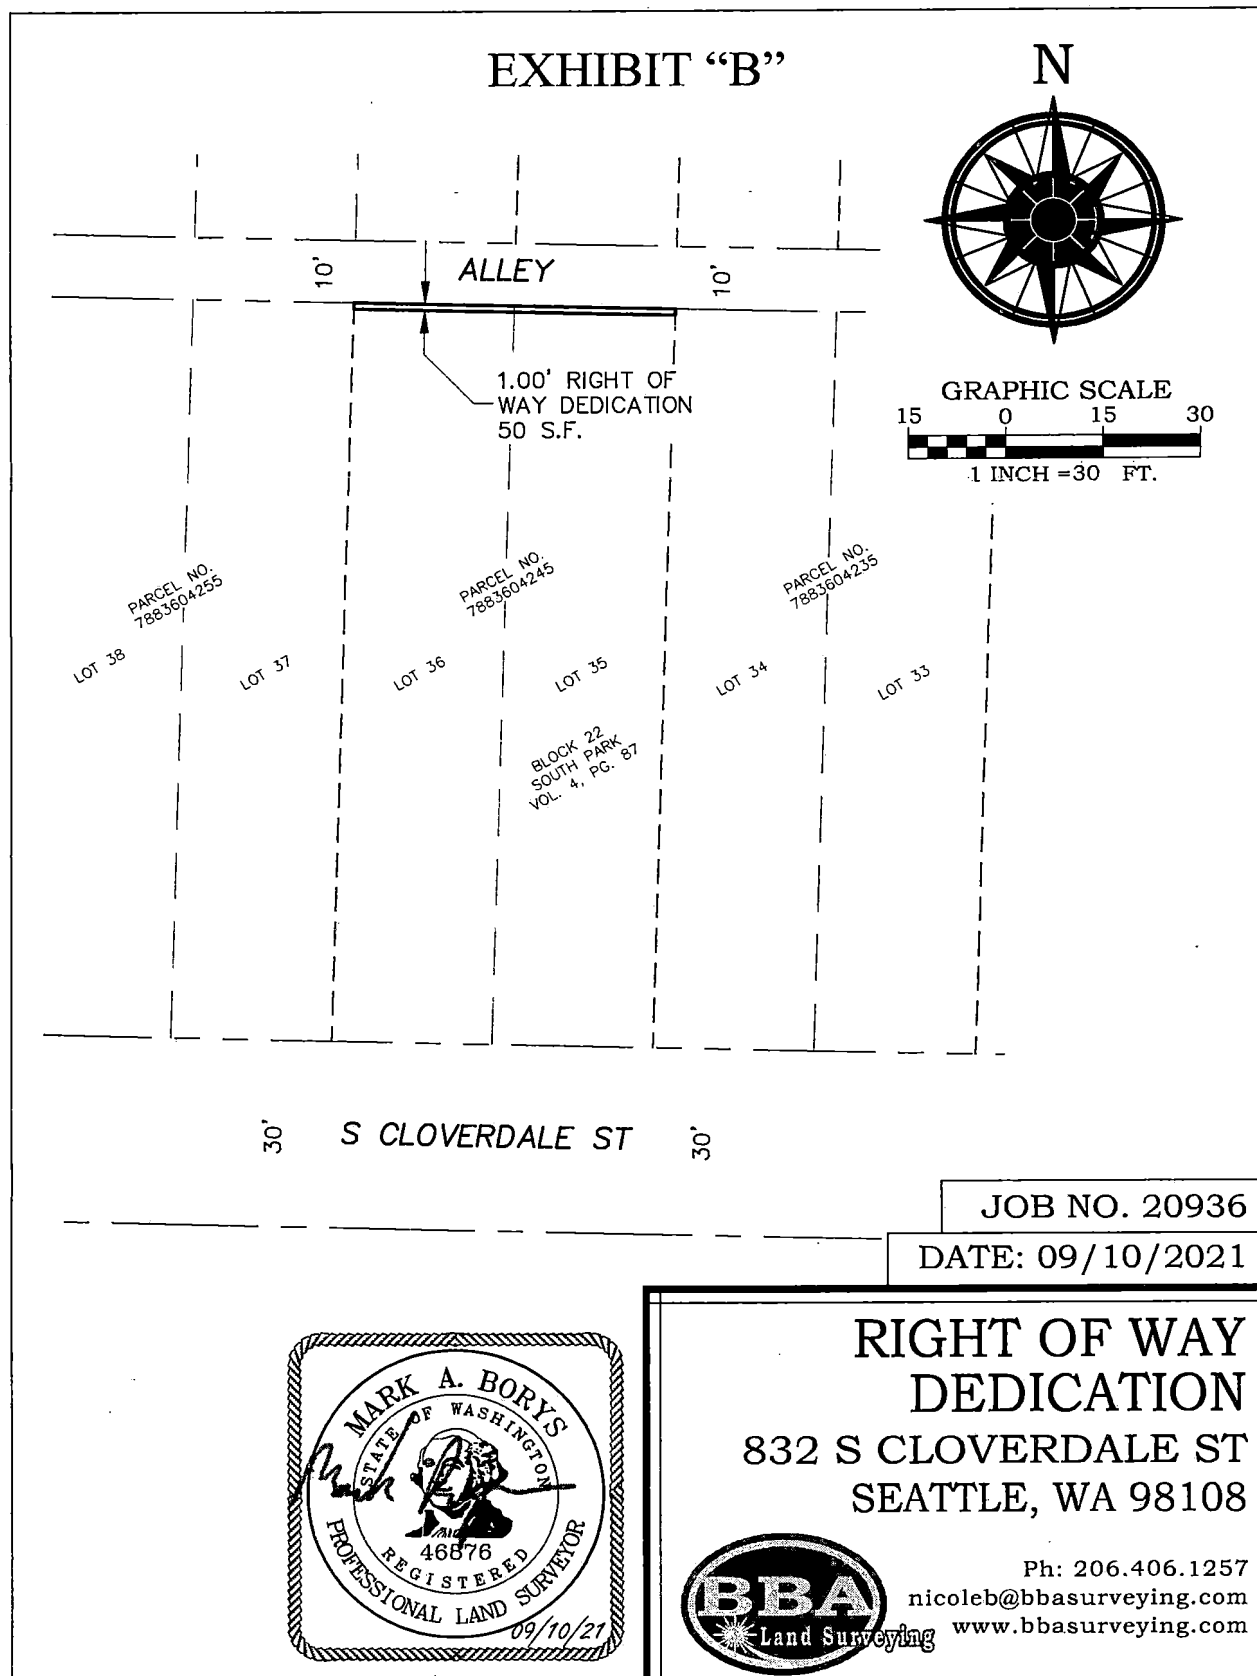 EXHIBIT “B”
N
10'
ALLEY
10'
1.00' RIGHT OF
WAY DEDICATION
50 S.F.
GRAPHIC SCALE
15 0 15 30
1 INCH =30 FT.
PARCEL NO.
7883604255
PARCEL NO.
7883604245
PARCEL NO.
7883604235
LOT 38
LOT 37
LOT 36
LOT 35
LOT 34
LOT 33
BLOCK 22
SOUTH PARK
VOL. 4, PG. 87
30'
S CLOVERDALE ST
30'
JOB NO. 20936
DATE: 09/10/2021
MARK A. BORYS
STATE OF WASHINGTON
46876
REGISTERED
PROFESSIONAL LAND SURVEYOR
09/10/21
RIGHT OF WAY
DEDICATION
832 S CLOVERDALE ST
SEATTLE, WA 98108
BBA
Land Surveying
Ph: 206.406.1257
nicoleb@bbasurveying.com
www.bbasurveying.com